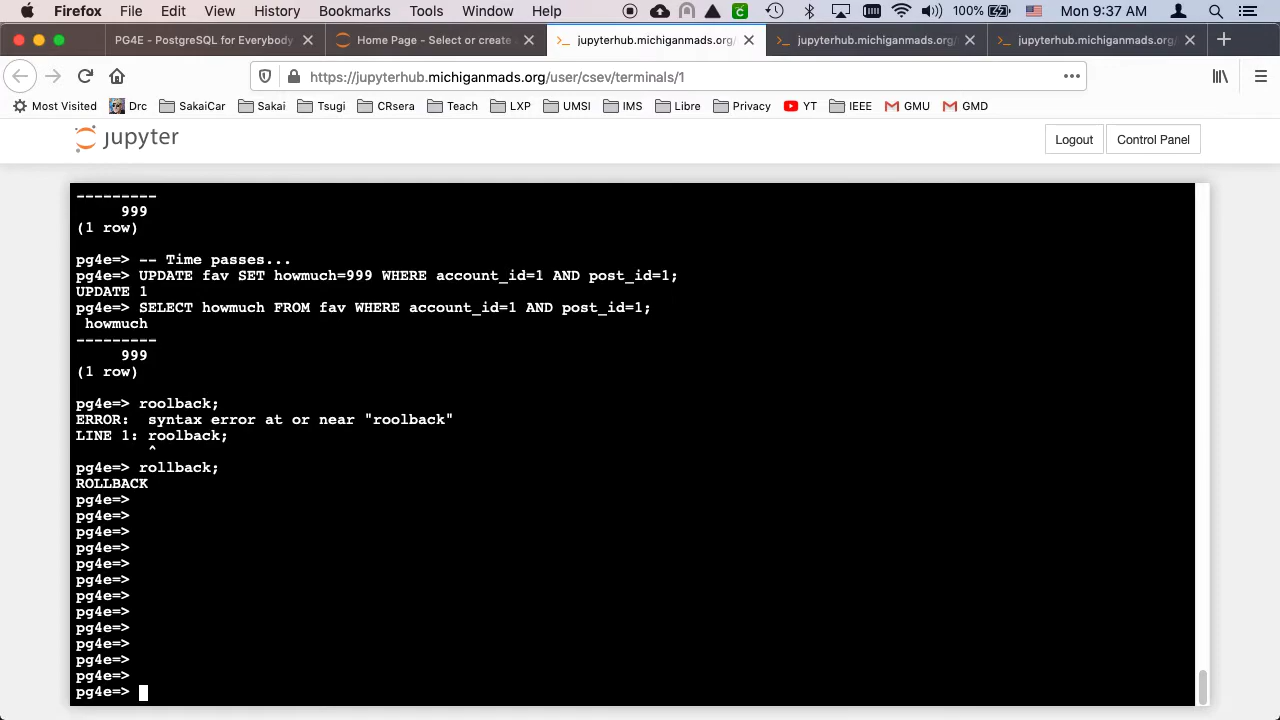 Firefox File Edit View History Bookmarks Tools Window Help 100% Mon 9:37 AM
PG4E - PostgreSQL for Everybody Home Page - Select or create jupyterhub.michiganmads.org/ jupyterhub.michiganmads.org/ jupyterhub.michiganmads.org/
https://jupyterhub.michiganmads.org/user/csev/terminals/1
Most Visited Drc SakaiCar Sakai Tsugi CRsera Teach LXP UMSI IMS Libre Privacy YT IEEE GMU GMD
jupyter Logout Control Panel
---------
999
(1 row)
pg4e=> -- Time passes...
pg4e=> UPDATE fav SET howmuch=999 WHERE account_id=1 AND post_id=1;
UPDATE 1
pg4e=> SELECT howmuch FROM fav WHERE account_id=1 AND post_id=1;
howmuch
---------
999
(1 row)
pg4e=> roolback;
ERROR:  syntax error at or near "roolback"
LINE 1: roolback;
^
pg4e=> rollback;
ROLLBACK
pg4e=>
pg4e=>
pg4e=>
pg4e=>
pg4e=>
pg4e=>
pg4e=>
pg4e=>
pg4e=>
pg4e=>
pg4e=>
pg4e=>
pg4e=>